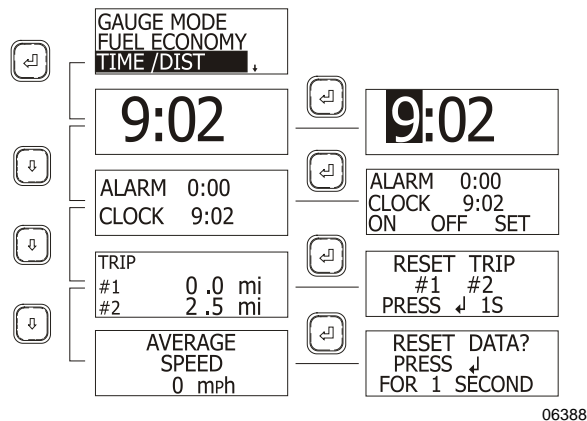 GAUGE MODE
FUEL ECONOMY
TIME /DIST ↓
9:02
9:02
ALARM 0:00
CLOCK 9:02
ALARM 0:00
CLOCK 9:02
ON OFF SET
TRIP
#1 0.0 mi
#2 2.5 mi
RESET TRIP
#1 #2
PRESS ↲ 1S
AVERAGE
SPEED
0 mPh
RESET DATA?
PRESS ↲
FOR 1 SECOND
06388